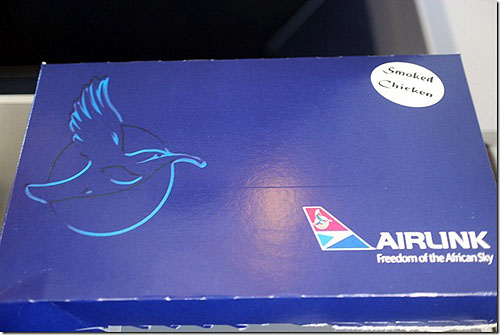 Smoked
Chicken
AIRLINK
Freedom of the African Sky